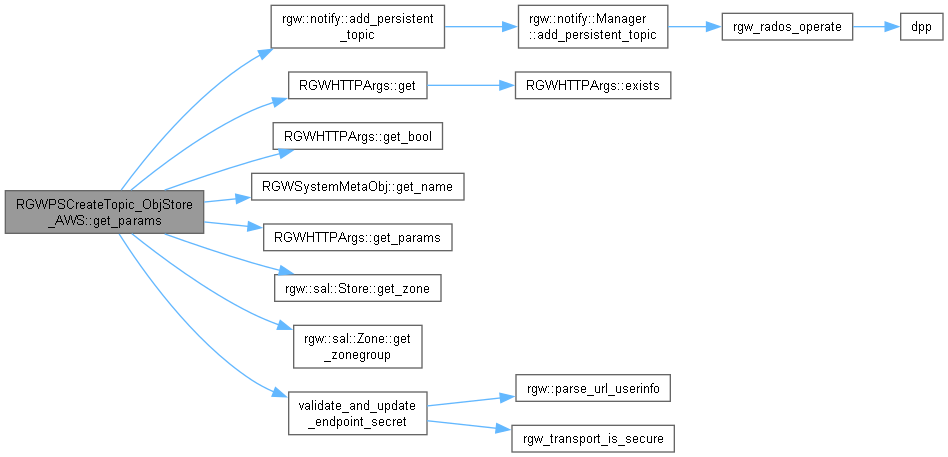 rgw::notify::add_persistent
_topic
rgw::notify::Manager
::add_persistent_topic
rgw_rados_operate
dpp
RGWHTTPArgs::get
RGWHTTPArgs::exists
RGWHTTPArgs::get_bool
RGWSystemMetaObj::get_name
RGWPSCreateTopic_ObjStore
_AWS::get_params
RGWHTTPArgs::get_params
rgw::sal::Store::get_zone
rgw::sal::Zone::get
_zonegroup
validate_and_update
_endpoint_secret
rgw::parse_url_userinfo
rgw_transport_is_secure